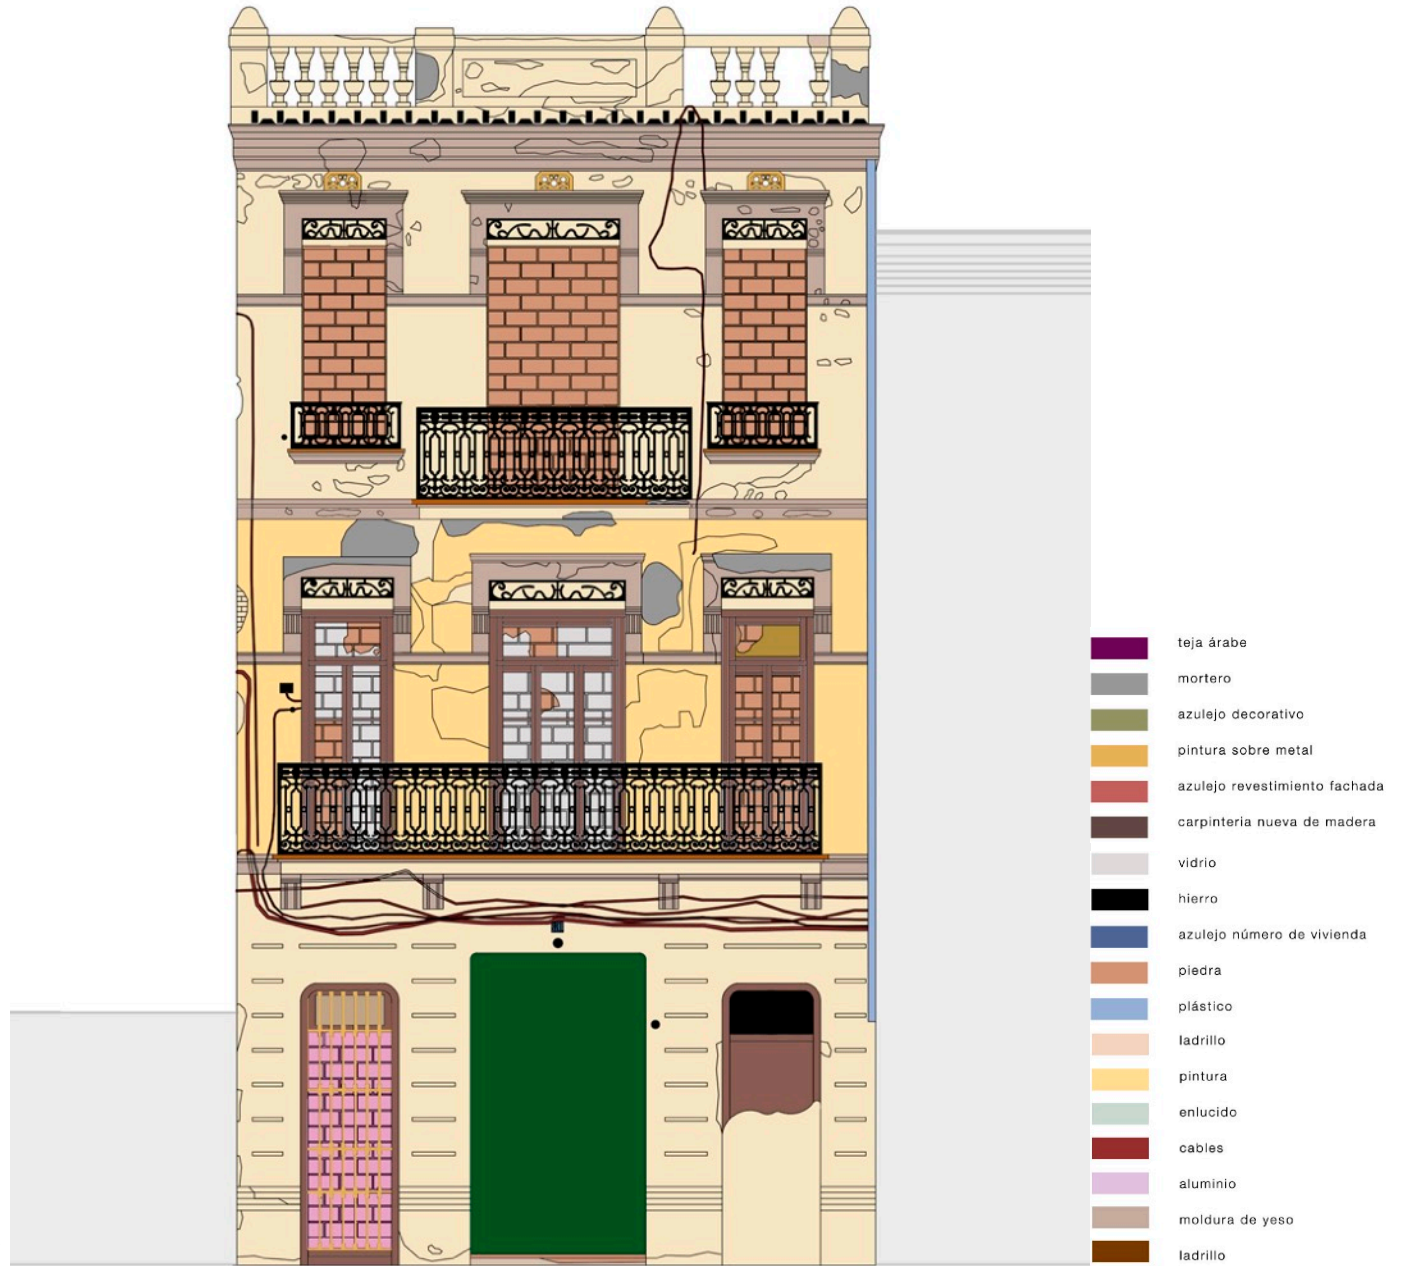 teja árabe
mortero
azulejo decorativo
pintura sobre metal
azulejo revestimiento fachada
carpinteria nueva de madera
vidrio
hierro
azulejo número de vivienda
piedra
plástico
ladrillo
pintura
enlucido
cables
aluminio
moldura de yeso
ladrillo